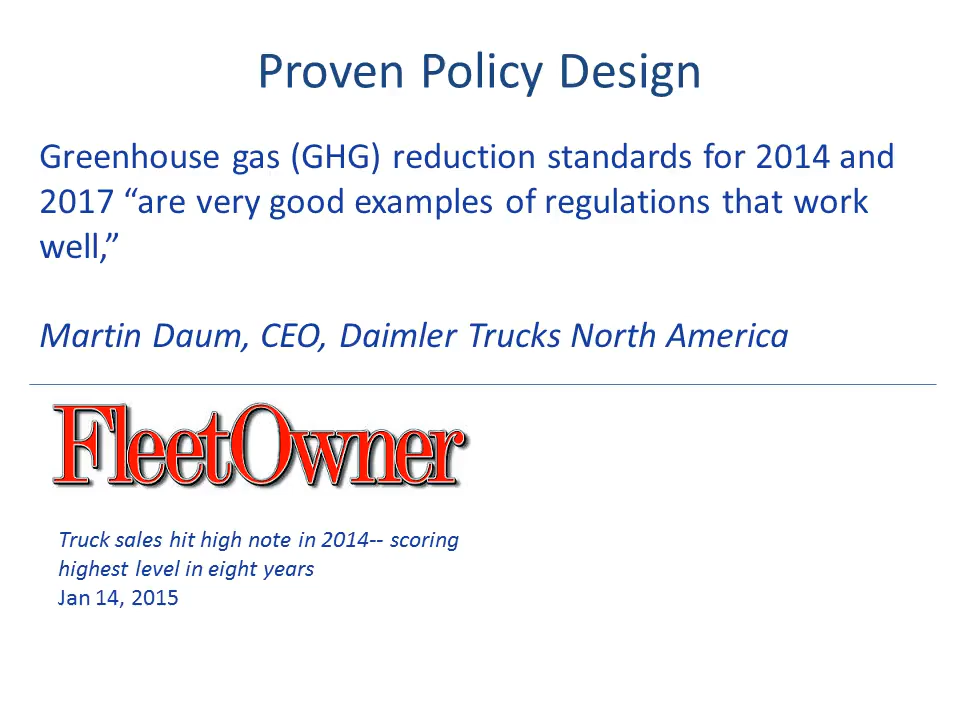 Proven Policy Design
Greenhouse gas (GHG) reduction standards for 2014 and
2017 “are very good examples of regulations that work
well,”
Martin Daum, CEO, Daimler Trucks North America
FleetOwner
Truck sales hit high note in 2014-- scoring
highest level in eight years
Jan 14, 2015